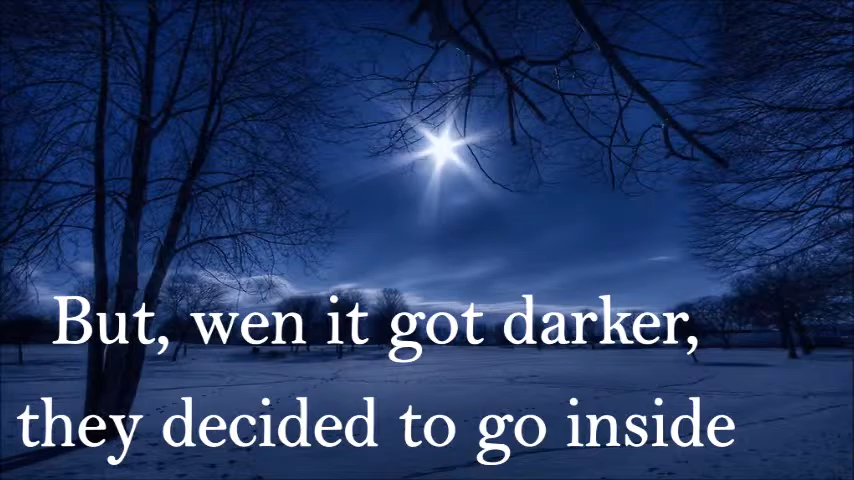 But, wen it got darker,
they decided to go inside